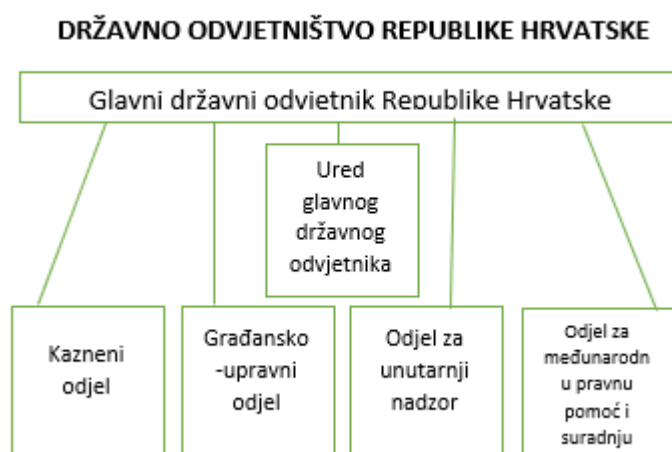 DRŽAVNO ODVJETNIŠTVO REPUBLIKE HRVATSKE
Glavni državni odvjetnik Republike Hrvatske
Ured
glavnog
državnog
odvjetnika
Kazneni
odjel
Građansko
-upravni
odjel
Odjel za
unutarnji
nadzor
Odjel za
međunarodn
u pravnu
pomoć i
suradnju